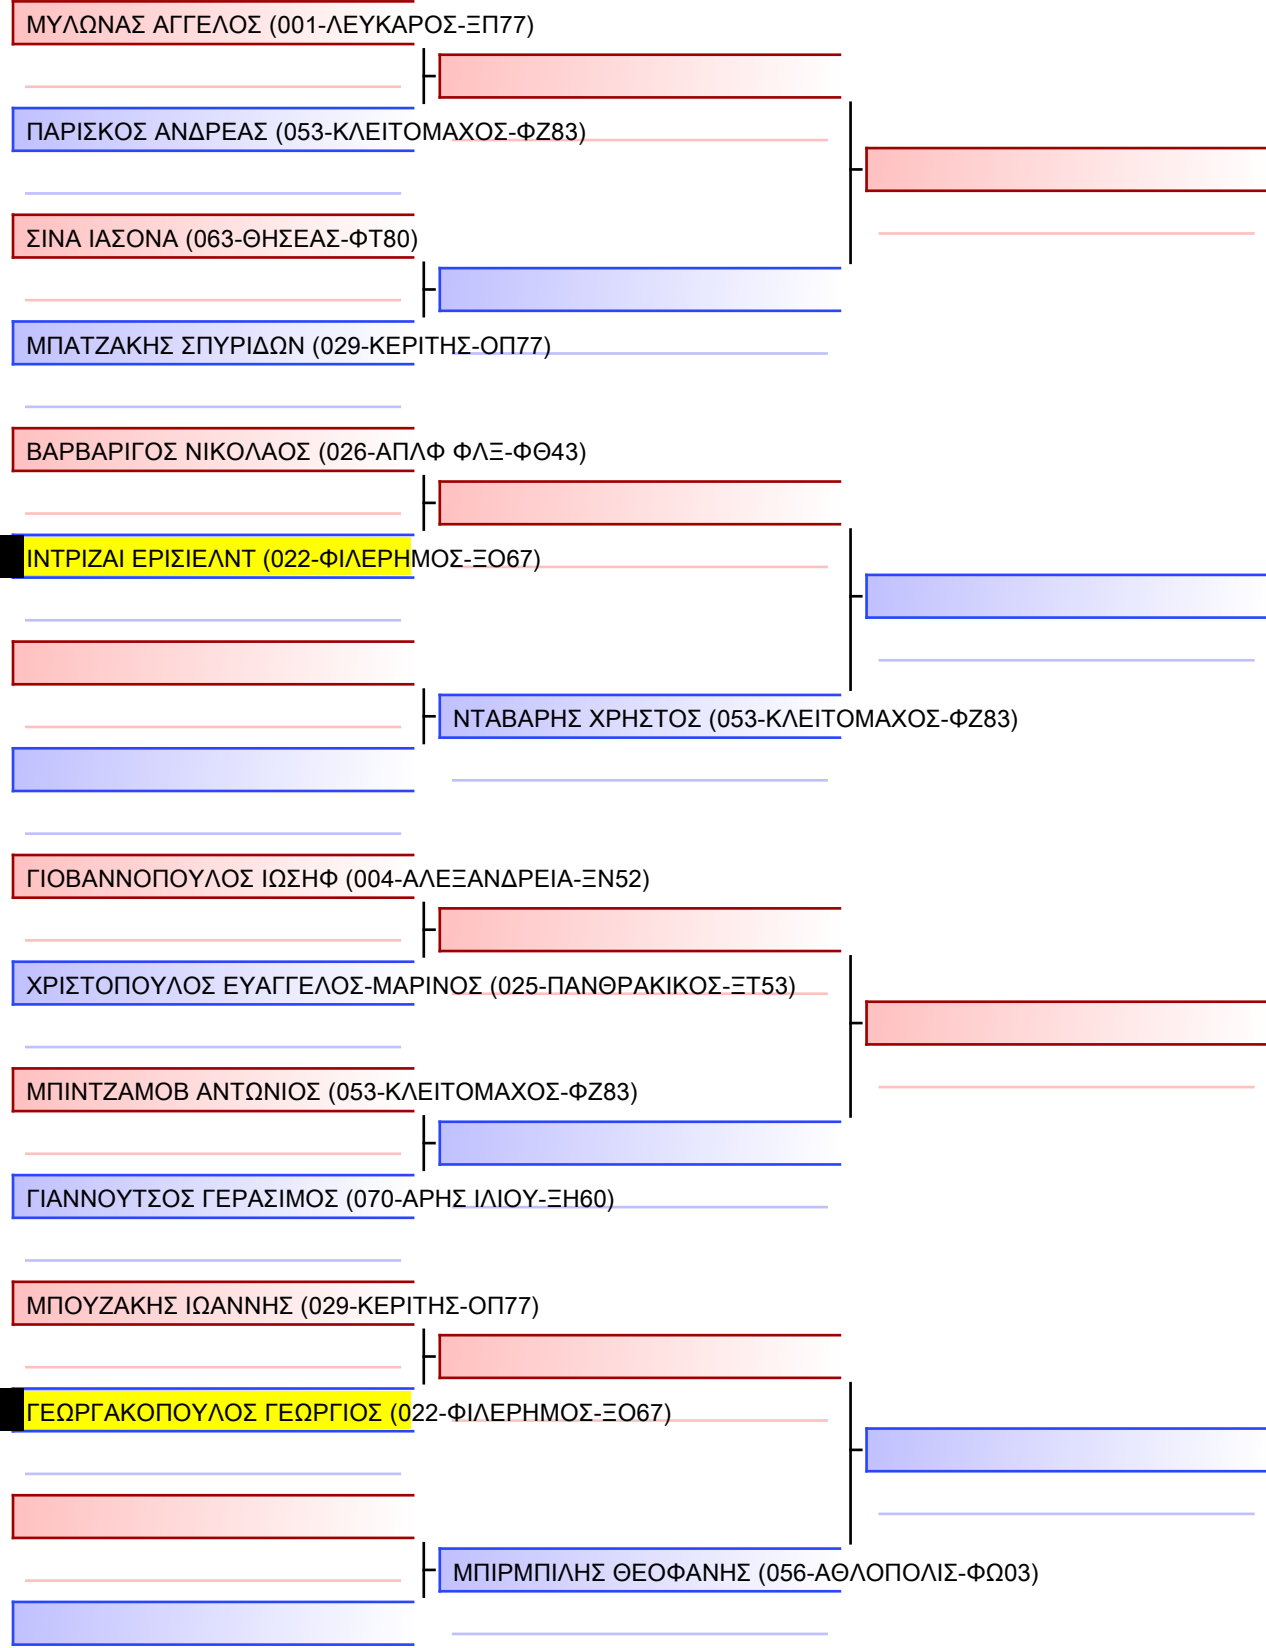 ΜΥΛΩΝΑΣ ΑΓΓΕΛΟΣ (001-ΛΕΥΚΑΡΟΣ-ΞΠ77)
ΠΑΡΙΣΚΟΣ ΑΝΔΡΕΑΣ (053-ΚΛΕΙΤΟΜΑΧΟΣ-ΦΖ83)
ΣΙΝΑ ΙΑΣΟΝΑ (063-ΘΗΣΕΑΣ-ΦΤ80)
ΜΠΑΤΖΑΚΗΣ ΣΠΥΡΙΔΩΝ (029-ΚΕΡΙΤΗΣ-ΟΠ77)
ΒΑΡΒΑΡΙΓΟΣ ΝΙΚΟΛΑΟΣ (026-ΑΠΛΦ ΦΛΞ-ΦΘ43)
ΙΝΤΡΙΖΑΙ ΕΡΙΣΙΕΛΝΤ (022-ΦΙΛΕΡΗΜΟΣ-ΞΟ67)
ΝΤΑΒΑΡΗΣ ΧΡΗΣΤΟΣ (053-ΚΛΕΙΤΟΜΑΧΟΣ-ΦΖ83)
ΓΙΟΒΑΝΝΟΠΟΥΛΟΣ ΙΩΣΗΦ (004-ΑΛΕΞΑΝΔΡΕΙΑ-ΞΝ52)
ΧΡΙΣΤΟΠΟΥΛΟΣ ΕΥΑΓΓΕΛΟΣ-ΜΑΡΙΝΟΣ (025-ΠΑΝΘΡΑΚΙΚΟΣ-ΞΤ53)
ΜΠΙΝΤΖΑΜΟΒ ΑΝΤΩΝΙΟΣ (053-ΚΛΕΙΤΟΜΑΧΟΣ-ΦΖ83)
ΓΙΑΝΝΟΥΤΣΟΣ ΓΕΡΑΣΙΜΟΣ (070-ΑΡΗΣ ΙΛΙΟΥ-ΞΗ60)
ΜΠΟΥΖΑΚΗΣ ΙΩΑΝΝΗΣ (029-ΚΕΡΙΤΗΣ-ΟΠ77)
ΓΕΩΡΓΑΚΟΠΟΥΛΟΣ ΓΕΩΡΓΙΟΣ (022-ΦΙΛΕΡΗΜΟΣ-ΞΟ67)
ΜΠΙΡΜΠΙΛΗΣ ΘΕΟΦΑΝΗΣ (056-ΑΘΛΟΠΟΛΙΣ-ΦΩ03)